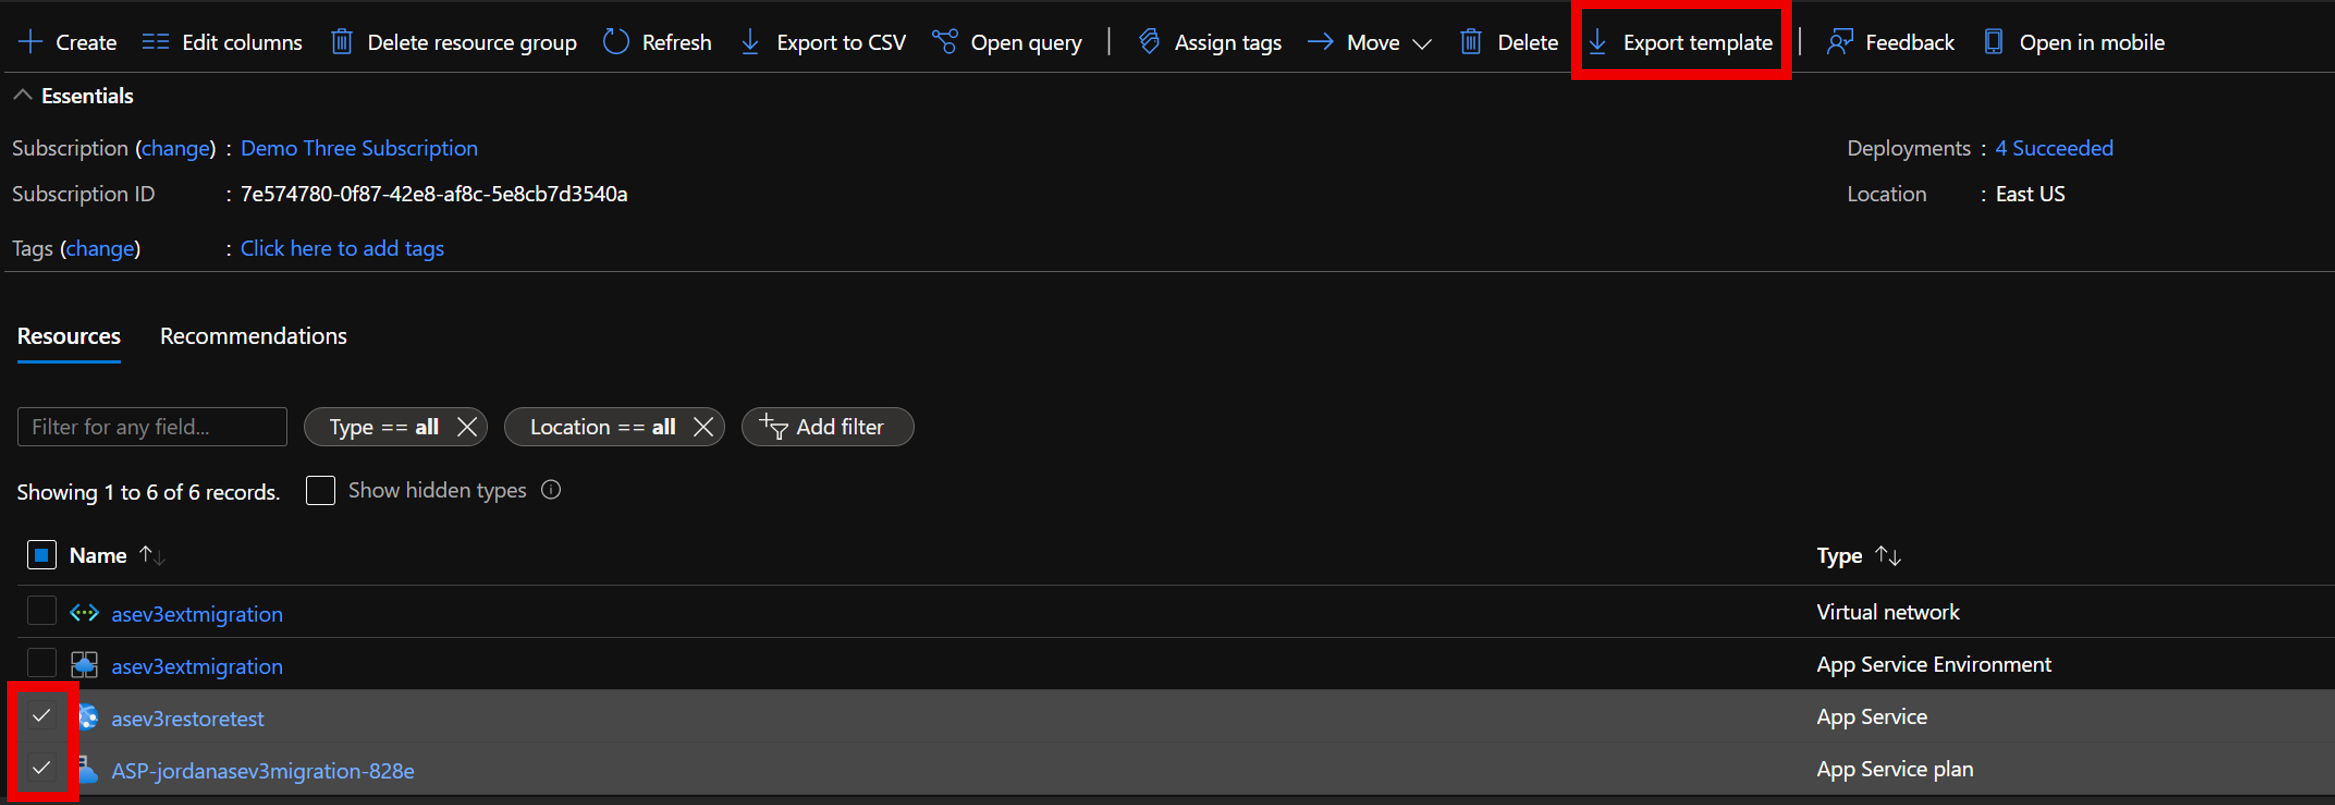 Create Edit columns Delete resource group Refresh Export to CSV Open query Assign tags Move Delete Export template Feedback Open in mobile
Essentials
Subscription (change) : Demo Three Subscription Deployments : 4 Succeeded
Subscription ID : 7e574780-0f87-42e8-af8c-5e8cb7d3540a Location : East US
Tags (change) : Click here to add tags
Resources Recommendations
Filter for any field... Type == all Location == all Add filter
Showing 1 to 6 of 6 records. Show hidden types
Name Type
asev3extmigration Virtual network
asev3extmigration App Service Environment
asev3restoretest App Service
ASP-jordanasev3migration-828e App Service plan